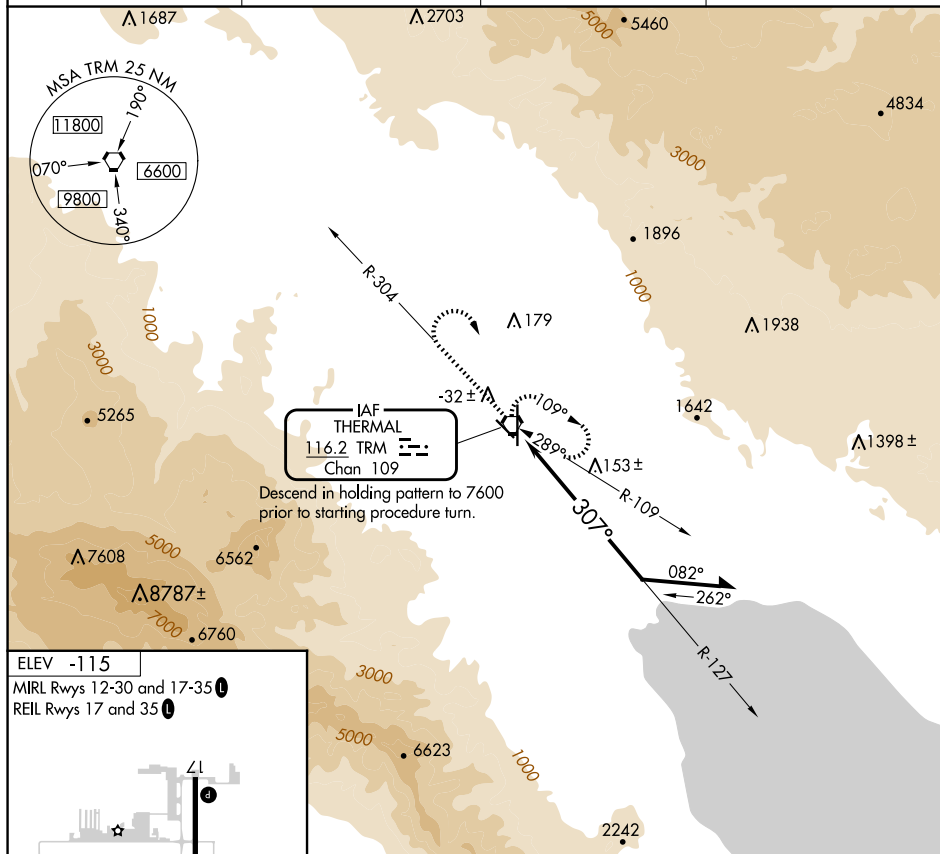 1687
2703
5000
5460
4834
MSA TRM 25 NM
190°
11800
070°
6600
9800
340°
3000
1896
1000
R-304
1000
179
1938
3000
-32 ±
109°
5265
1642
IAF
THERMAL
116.2 TRM
Chan 109
289°
1398 ±
153 ±
R-109
Descend in holding pattern to 7600
prior to starting procedure turn.
307°
5000
7608
6562
082°
262°
8787 ±
7000
6760
R-127
ELEV -115
MIRL Rwys 12-30 and 17-35 L
REIL Rwys 17 and 35 L
3000
5000
6623
1000
17
P
2242